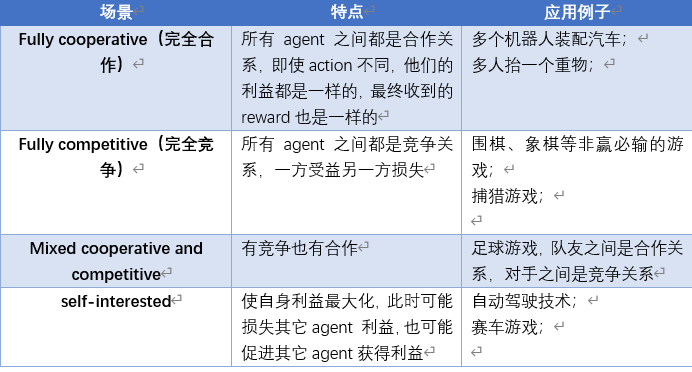 场景 特点 应用例子
Fully cooperative（完全合 所有 agent 之间都是合作关 多个机器人装配汽车；
作） 系，即使 action 不同，他们的 多人抬一个重物；
利益都是一样的，最终收到的
reward 也是一样的
Fully competitive（完全竞 所有 agent 之间都是竞争关 围棋、象棋等非赢必输的游
争） 系，一方受益另一方损失 戏；
捕猎游戏；
Mixed cooperative and 有竞争也有合作 足球游戏，队友之间是合作关
competitive 系，对手之间是竞争关系
self-interested 使自身利益最大化，此时可能 自动驾驶技术；
损失其它 agent 利益，也可能 赛车游戏；
促进其它 agent 获得利益